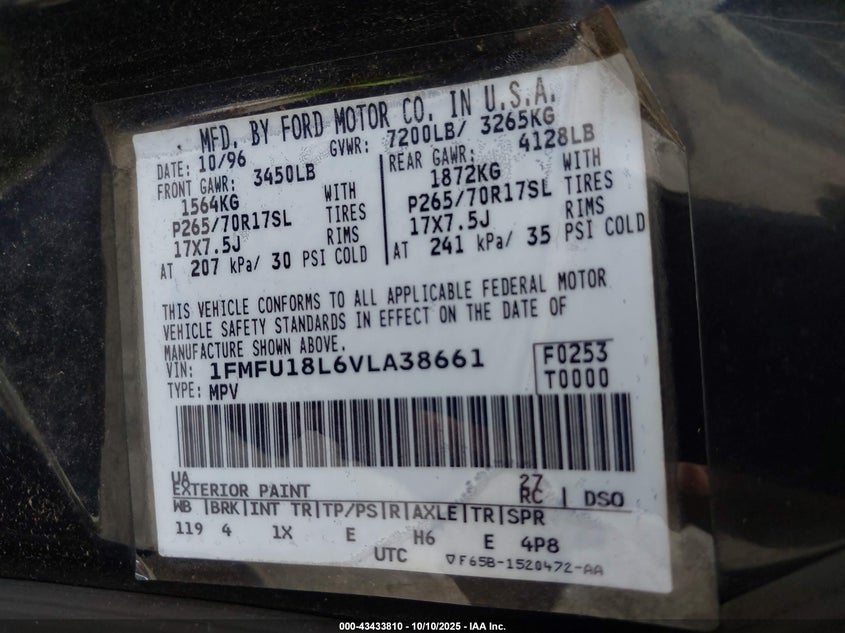 MFD. BY FORD MOTOR CO. IN U.S.A.
DATE: 10/96 GVWR: 7200LB/ 3265KG
FRONT GAWR: 3450LB REAR GAWR: 4128LB
1564KG WITH 1872KG WITH
P265/70R17SL TIRES P265/70R17SL TIRES
17X7.5J RIMS 17X7.5J RIMS
AT 207 kPa/ 30 PSI COLD AT 241 kPa/ 35 PSI COLD
THIS VEHICLE CONFORMS TO ALL APPLICABLE FEDERAL MOTOR
VEHICLE SAFETY STANDARDS IN EFFECT ON THE DATE OF
MANUFACTURE SHOWN ABOVE.
VIN: 1FMFU18L6VLA38661 F0253
TYPE: MPV T0000
UA 27
EXTERIOR PAINT RC | DSO
WB |BRK|INT TR|TP/PS|R|AXLE|TR|SPR
119 4 1X E H6 E 4P8
UTC ▽F65B-1520472-AA
000-43433810 - 10/10/2025 - IAA Inc.